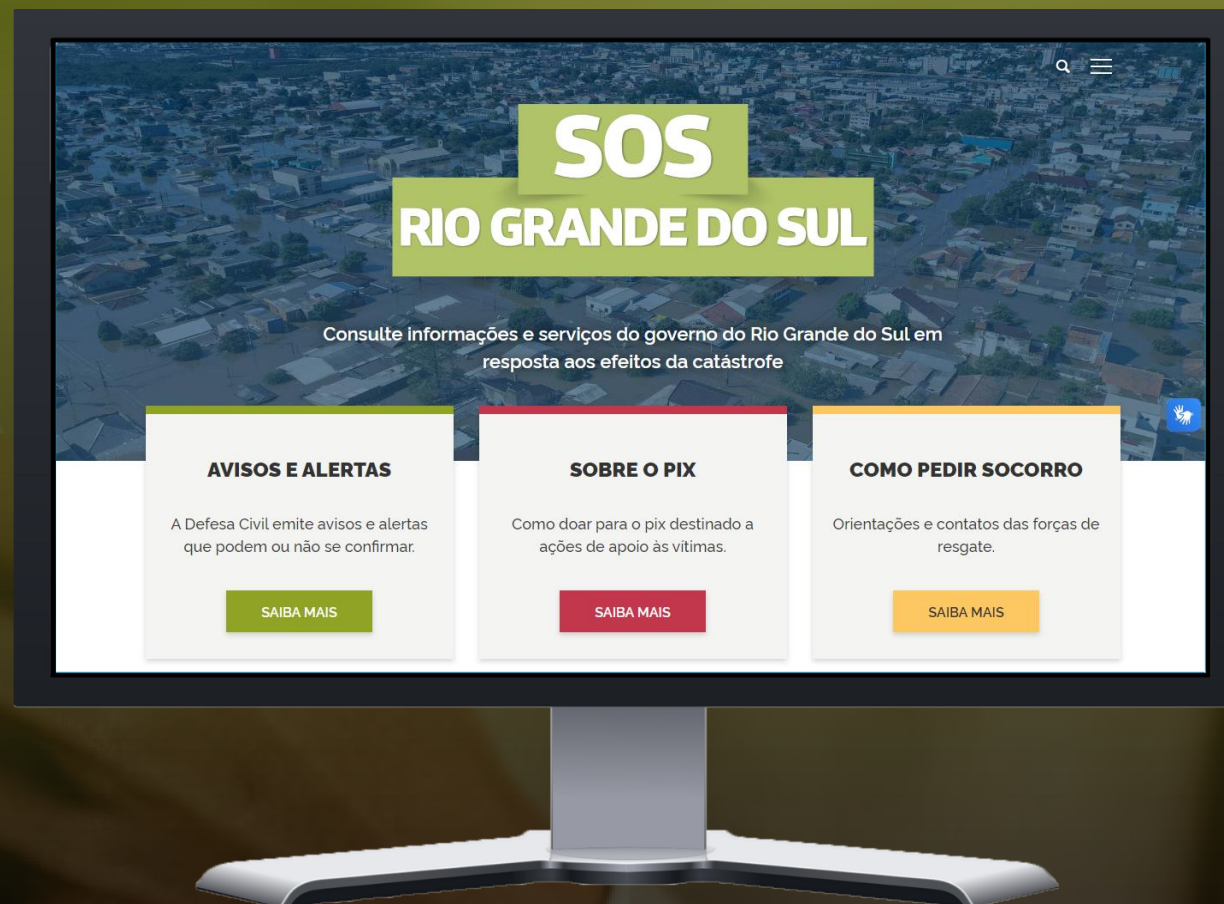 SOS
RIO GRANDE DO SUL
Consulte informações e serviços do governo do Rio Grande do Sul em
resposta aos efeitos da catástrofe
AVISOS E ALERTAS
A Defesa Civil emite avisos e alertas
que podem ou não se confirmar.
SAIBA MAIS
SOBRE O PIX
Como doar para o pix destinado a
ações de apoio às vítimas.
SAIBA MAIS
COMO PEDIR SOCORRO
Orientações e contatos das forças de
resgate.
SAIBA MAIS